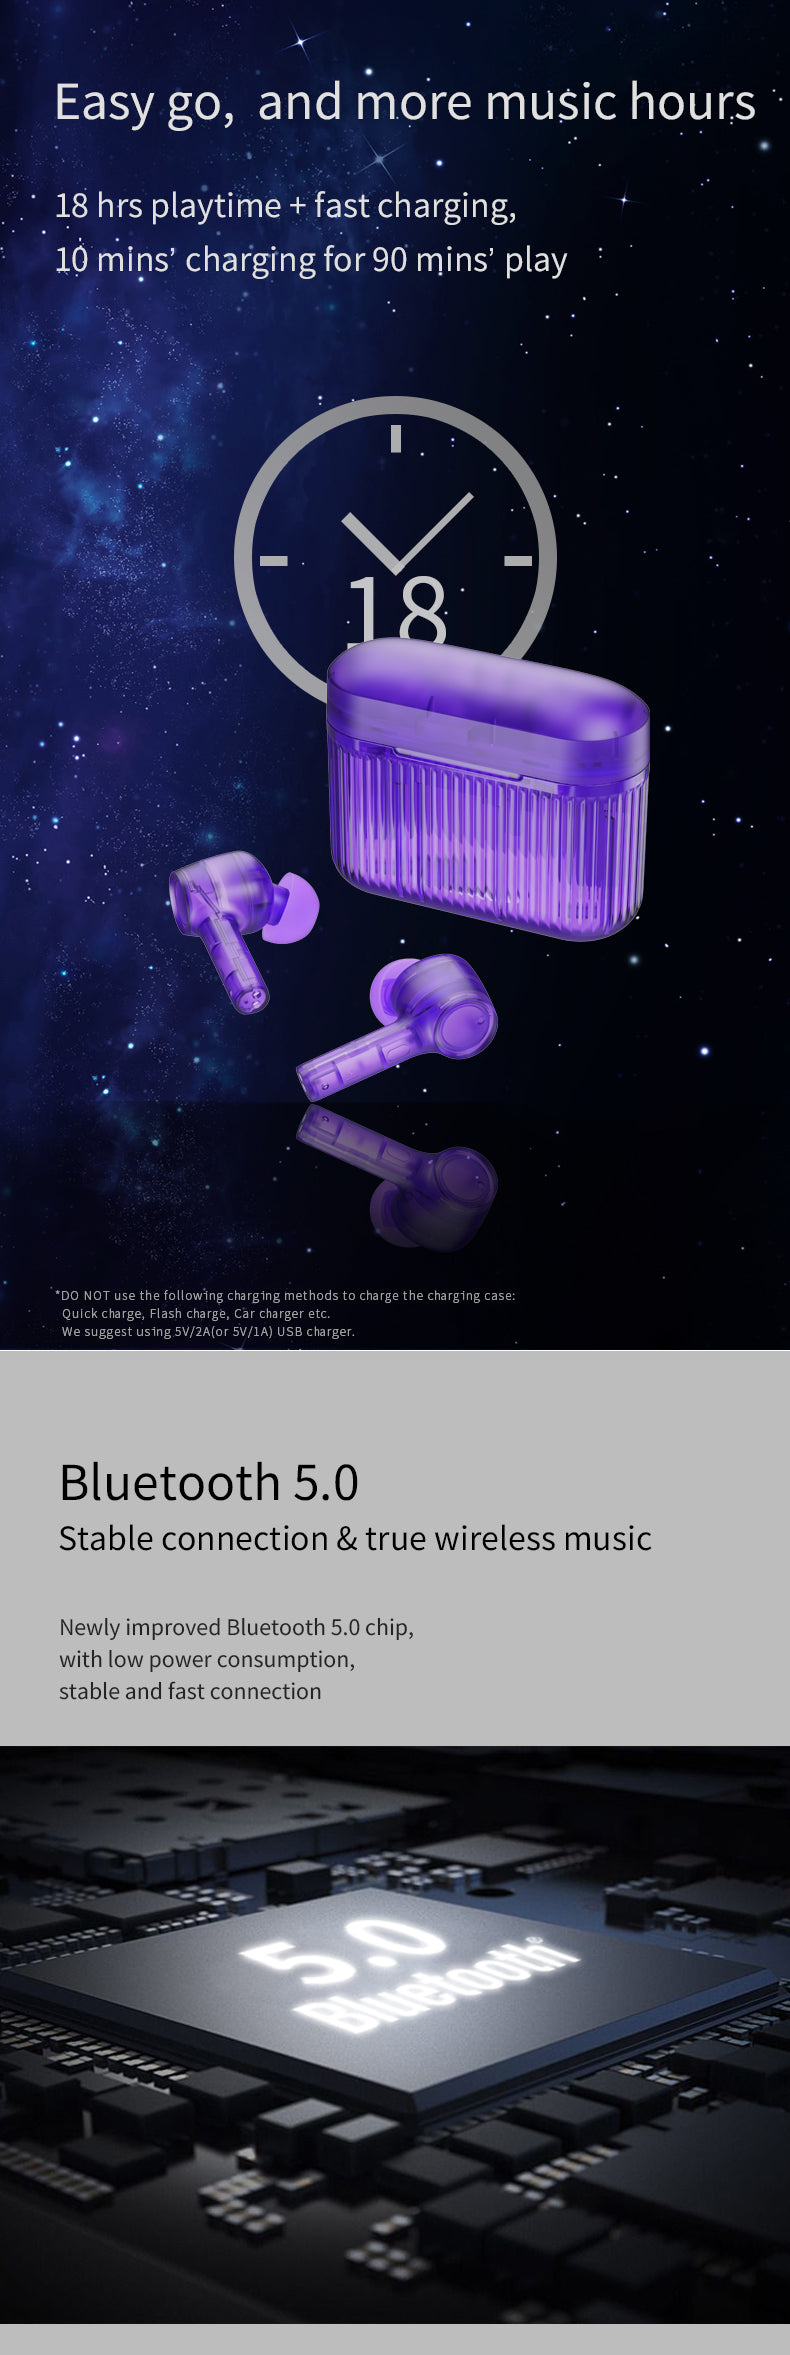 Easy go, and more music hours
18 hrs playtime + fast charging,
10 mins’ charging for 90 mins’ play
18
*DO NOT use the following charging methods to charge the charging case:
Quick charge, Flash charge, Car charger etc.
We suggest using 5V/2A(or 5V/1A) USB charger.
Bluetooth 5.0
Stable connection & true wireless music
Newly improved Bluetooth 5.0 chip,
with low power consumption,
stable and fast connection
5.0
Bluetooth®